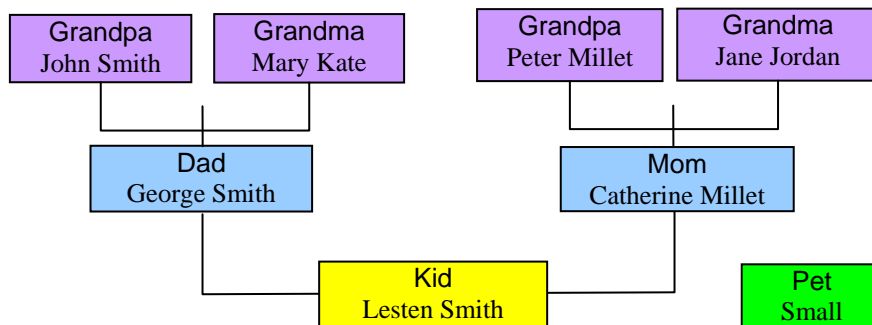 Grandpa
John Smith
Grandma
Mary Kate
Grandpa
Peter Millet
Grandma
Jane Jordan
Dad
George Smith
Mom
Catherine Millet
Kid
Lesten Smith
Pet
Small